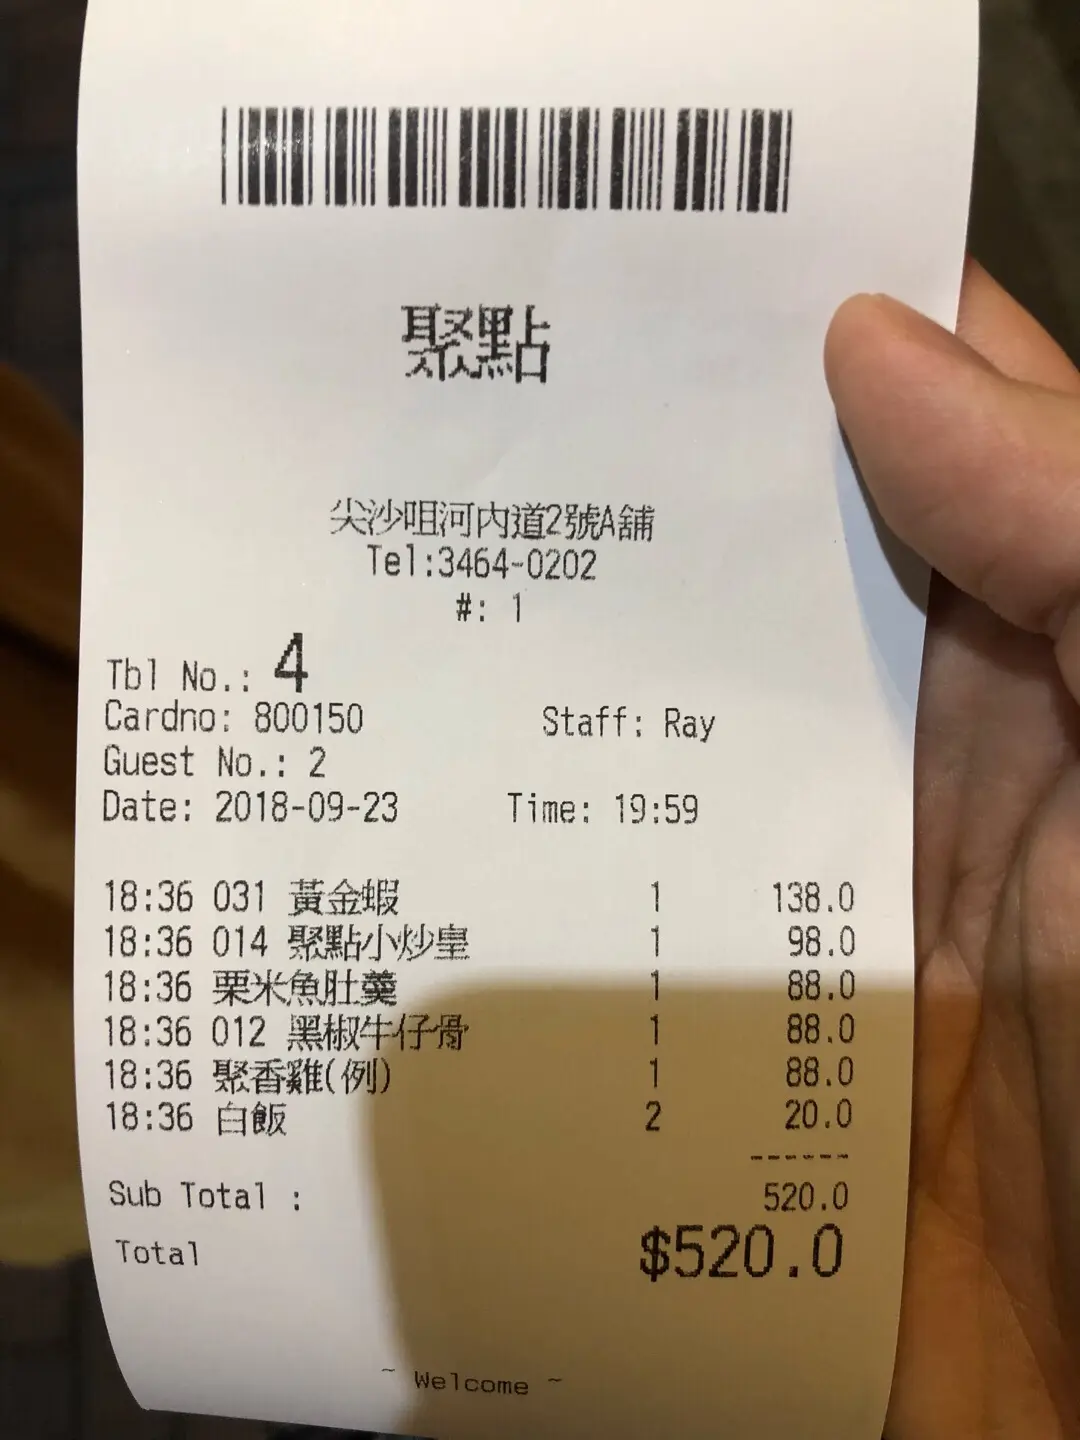 聚點
尖沙咀河內道2號A舖
Tel:3464-0202
#: 1
Tbl No.: 4
Cardno: 800150 Staff: Ray
Guest No.: 2
Date: 2018-09-23 Time: 19:59
18:36 031 黃金蝦 1 138.0
18:36 014 聚點小炒皇 1 98.0
18:36 粟米魚肚羹 1 88.0
18:36 012 黑椒牛仔骨 1 88.0
18:36 聚香雞(例) 1 88.0
18:36 白飯 2 20.0
------
Sub Total : 520.0
Total $520.0
~ Welcome ~